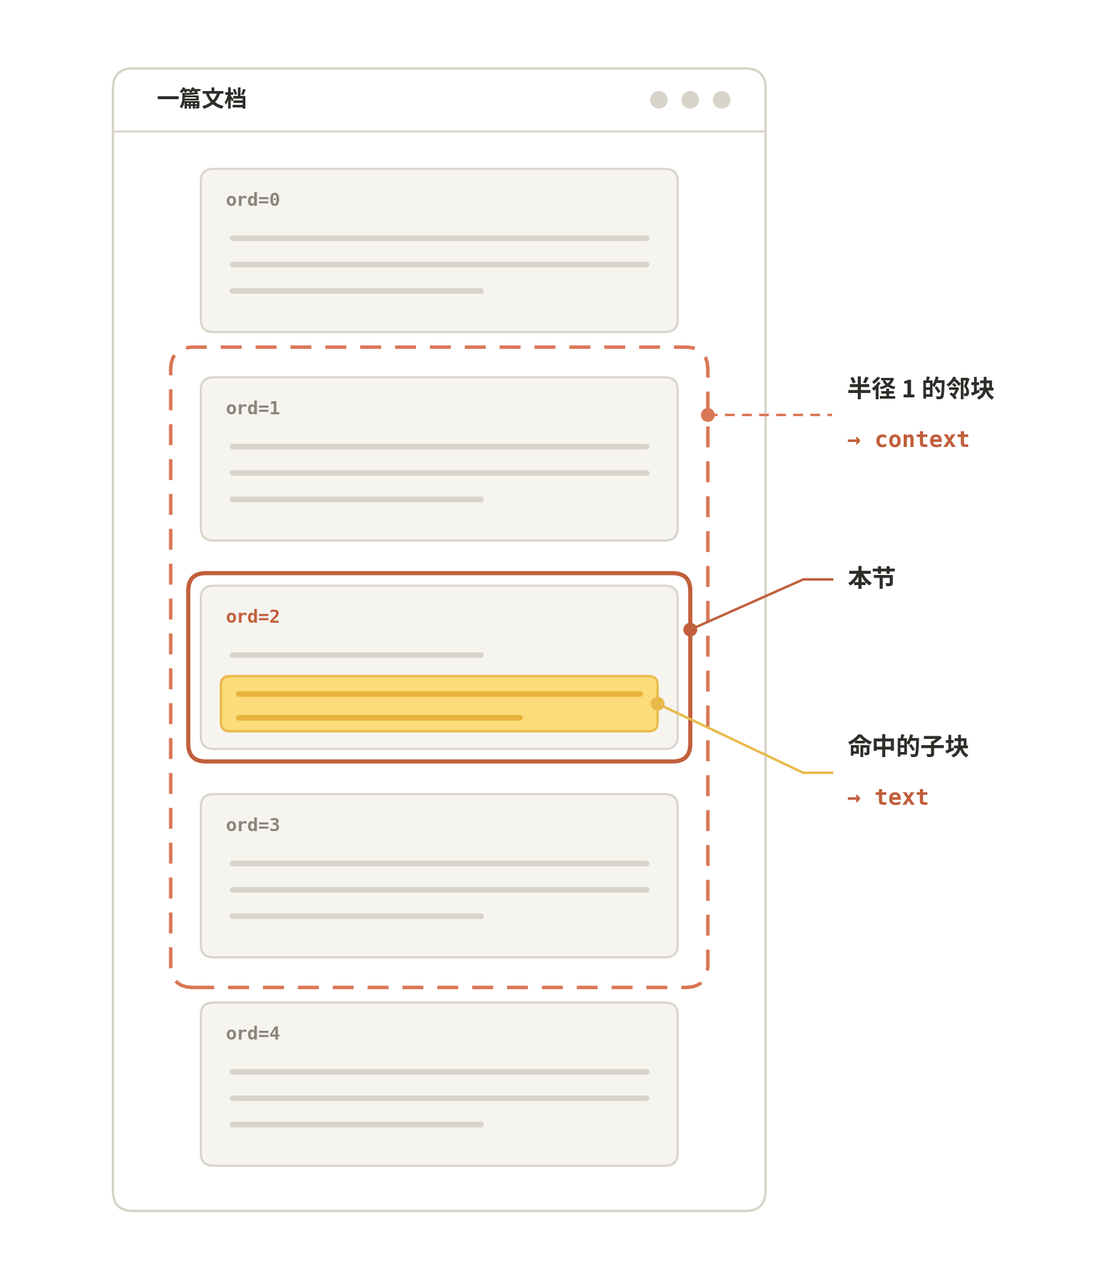 一篇文档
ord=0
ord=1
半径 1 的邻块
→ context
本节
ord=2
命中的子块
→ text
ord=3
ord=4